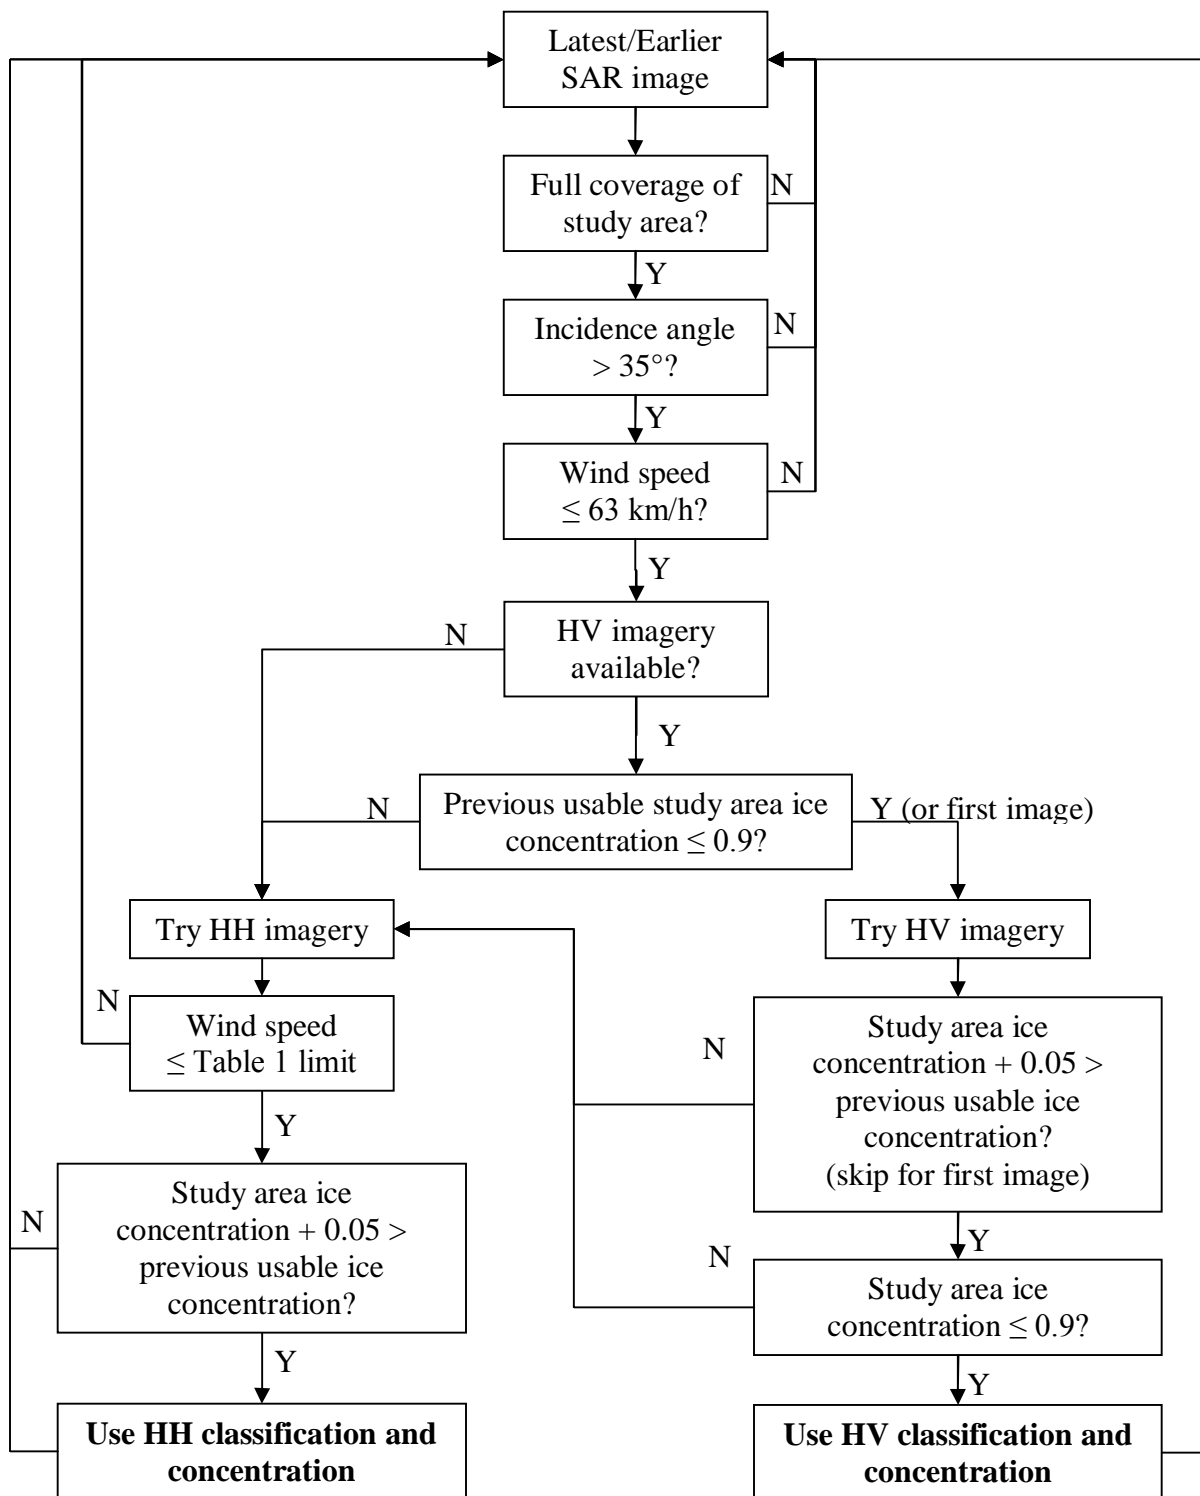 Latest/Earlier
SAR image
Full coverage of
study area?
N
Y
Incidence angle
> 35°?
N
Y
Wind speed
≤ 63 km/h?
N
Y
HV imagery
available?
N
Y
Previous usable study area ice
concentration ≤ 0.9?
N
Y (or first image)
Try HH imagery
Try HV imagery
Wind speed
≤ Table 1 limit
N
Y
Study area ice
concentration + 0.05 >
previous usable ice
concentration?
(skip for first image)
N
Y
Study area ice
concentration + 0.05 >
previous usable ice
concentration?
N
Y
Study area ice
concentration ≤ 0.9?
N
Y
Use HH classification and
concentration
Use HV classification and
concentration